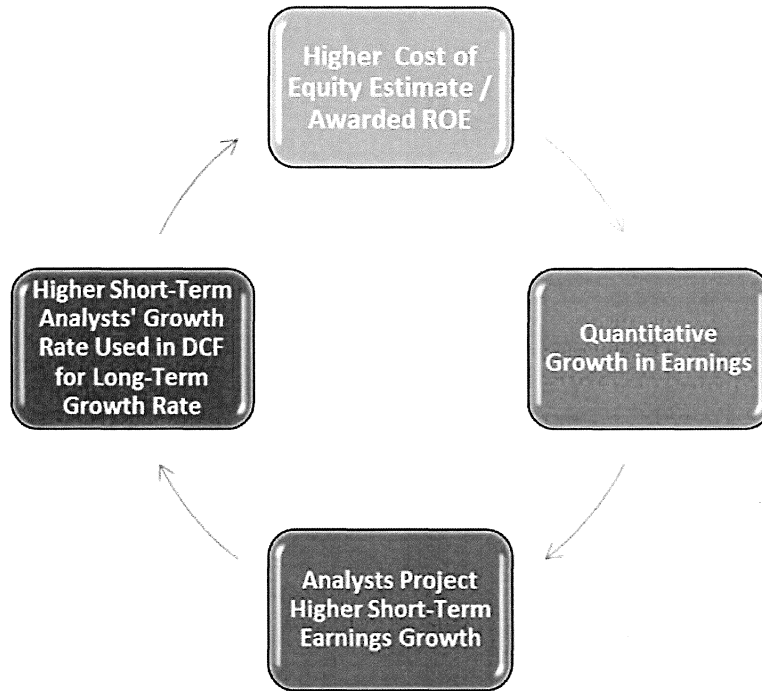 Higher Cost of
Equity Estimate /
Awarded ROE
Quantitative
Growth in Earnings
Analysts Project
Higher Short-Term
Earnings Growth
Higher Short-Term
Analysts' Growth
Rate Used in DCF
for Long-Term
Growth Rate